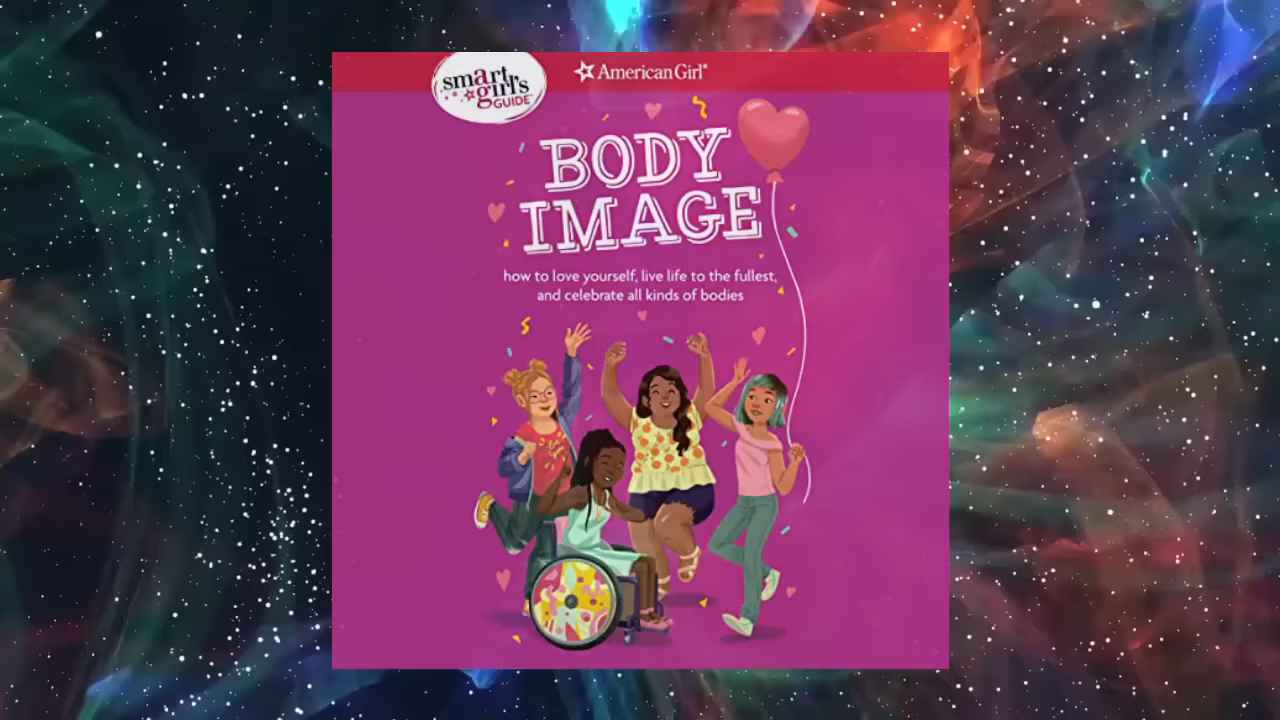 smart
girl's
GUIDE
American Girl®
BODY
IMAGE
how to love yourself, live life to the fullest,
and celebrate all kinds of bodies